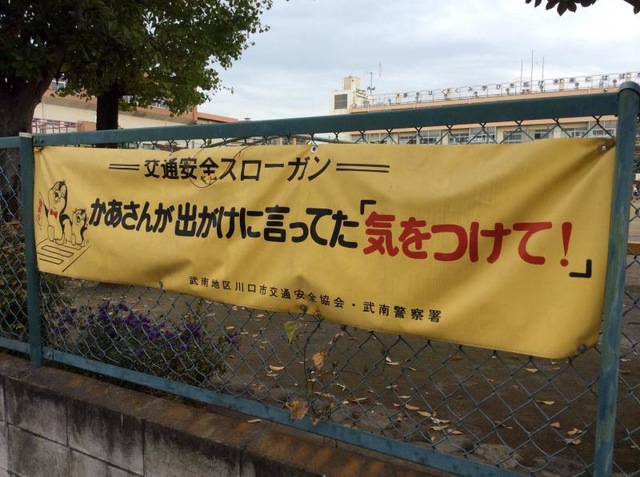 交通安全スローガン
かあさんが出がけに言ってた「気をつけて!」
武南地区川口市交通安全協会・武南警察署